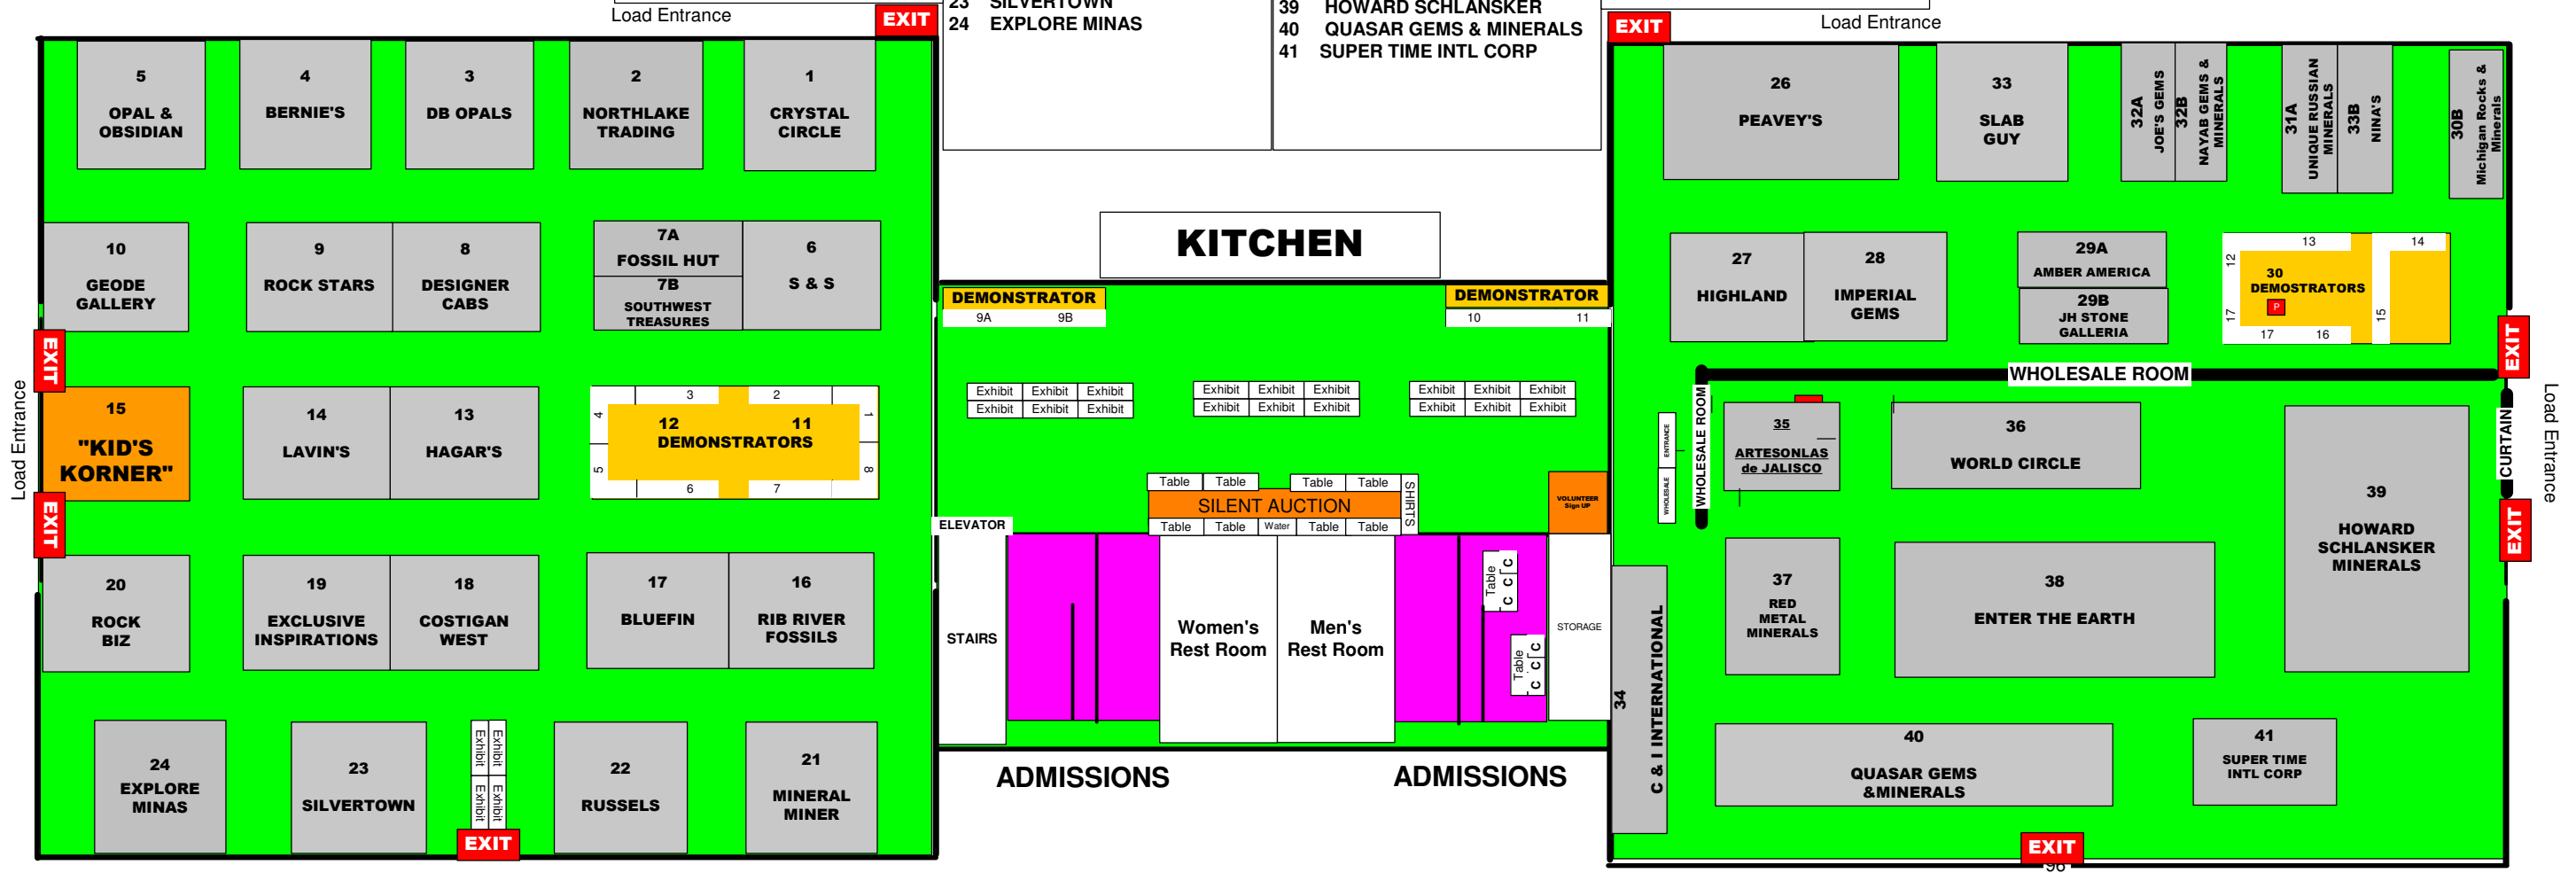 Load Entrance
EXIT
23 SILVERTOWN
24 EXPLORE MINAS
39 HOWARD SCHLANSKER
40 QUASAR GEMS & MINERALS
41 SUPER TIME INTL CORP
EXIT
Load Entrance
5
OPAL &
OBSIDIAN
4
BERNIE'S
3
DB OPALS
2
NORTHLAKE
TRADING
1
CRYSTAL
CIRCLE
10
GEODE
GALLERY
9
ROCK STARS
8
DESIGNER
CABS
7A
FOSSIL HUT
7B
SOUTHWEST
TREASURES
6
S & S
EXIT
Load Entrance
15
"KID'S
KORNER"
EXIT
14
LAVIN'S
13
HAGAR'S
3
2
4
1
12
11
DEMONSTRATORS
5
8
6
7
20
ROCK
BIZ
19
EXCLUSIVE
INSPIRATIONS
18
COSTIGAN
WEST
17
BLUEFIN
16
RIB RIVER
FOSSILS
24
EXPLORE
MINAS
23
SILVERTOWN
Exhibit
Exhibit
Exhibit
Exhibit
EXIT
22
RUSSELS
21
MINERAL
MINER
KITCHEN
DEMONSTRATOR
9A
9B
DEMONSTRATOR
10
11
Exhibit Exhibit Exhibit
Exhibit Exhibit Exhibit
Exhibit Exhibit Exhibit
Exhibit Exhibit Exhibit
Exhibit Exhibit Exhibit
Exhibit Exhibit Exhibit
Table Table Table Table
SILENT AUCTION
Table Table Water Table Table
SHIRTS
VOLUNTEER
Sign UP
ELEVATOR
STAIRS
Women's
Rest Room
Men's
Rest Room
Table
C C C
Table
C C C
STORAGE
ADMISSIONS
ADMISSIONS
26
PEAVEY'S
33
SLAB
GUY
32A
JOE'S GEMS
32B
NAYAB GEMS &
MINERALS
31A
UNIQUE RUSSIAN
MINERALS
33B
NINA'S
30B
Michigan Rocks &
Minerals
27
HIGHLAND
28
IMPERIAL
GEMS
29A
AMBER AMERICA
29B
JH STONE
GALLERIA
13
14
12
30
DEMOSTRATORS
P
17
15
17
16
EXIT
WHOLESALE ROOM
WHOLESALE ROOM
ENTRANCE
WHOLESALE
CURTAIN
Load Entrance
EXIT
35
ARTESONLAS
de JALISCO
36
WORLD CIRCLE
39
HOWARD
SCHLANSKER
MINERALS
37
RED
METAL
MINERALS
38
ENTER THE EARTH
34
C & I INTERNATIONAL
40
QUASAR GEMS
&MINERALS
41
SUPER TIME
INTL CORP
EXIT